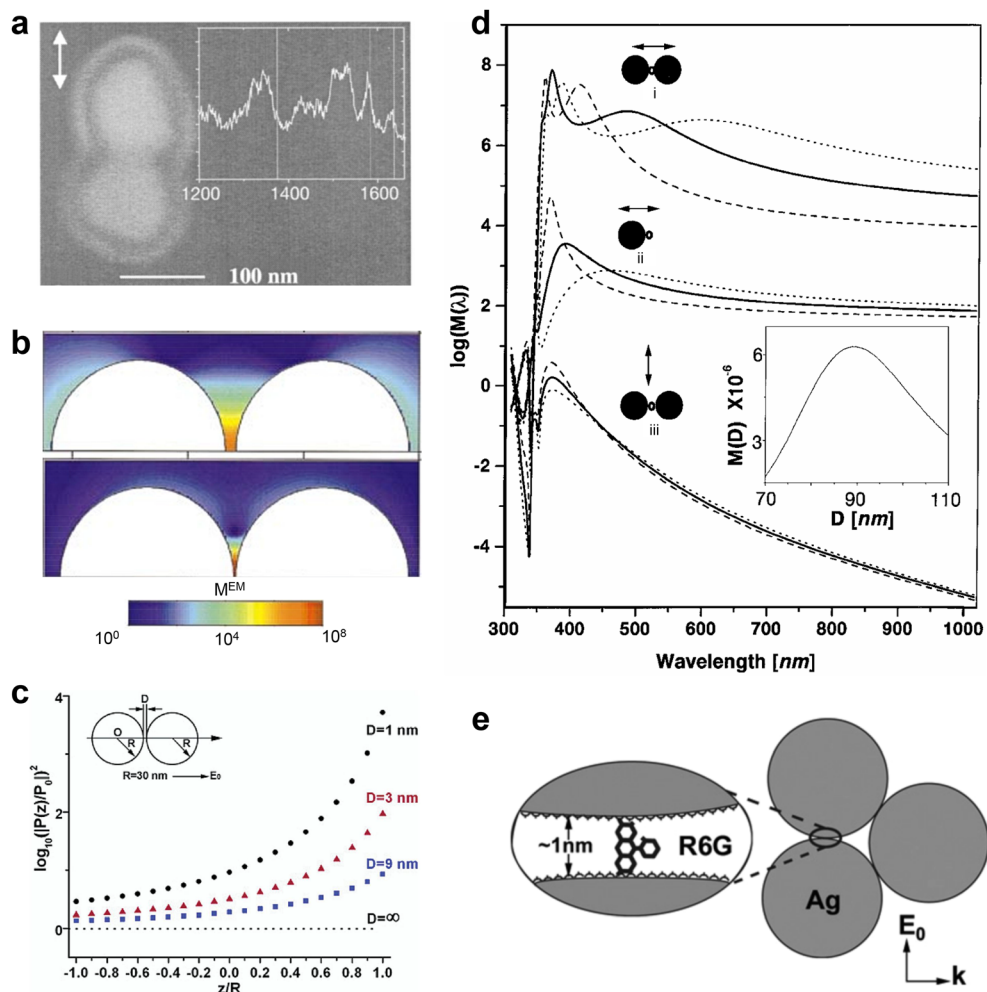 a
1200 1400 1600
100 nm
b
M^EM
10^0 10^4 10^8
c
4
2
0
log10(|P(z)/P0|)^2
D
O
R
R
R=30 nm
E0
D=1 nm
D=3 nm
D=9 nm
D=∞
-1.0 -0.8 -0.6 -0.4 -0.2 0.0 0.2 0.4 0.6 0.8 1.0
z/R
d
8
6
4
2
0
-2
-4
log(M(λ))
i
ii
iii
6
3
M(D) X10^-6
70 90 110
D [nm]
300 400 500 600 700 800 900 1000
Wavelength [nm]
e
~1nm
R6G
Ag
E0
k